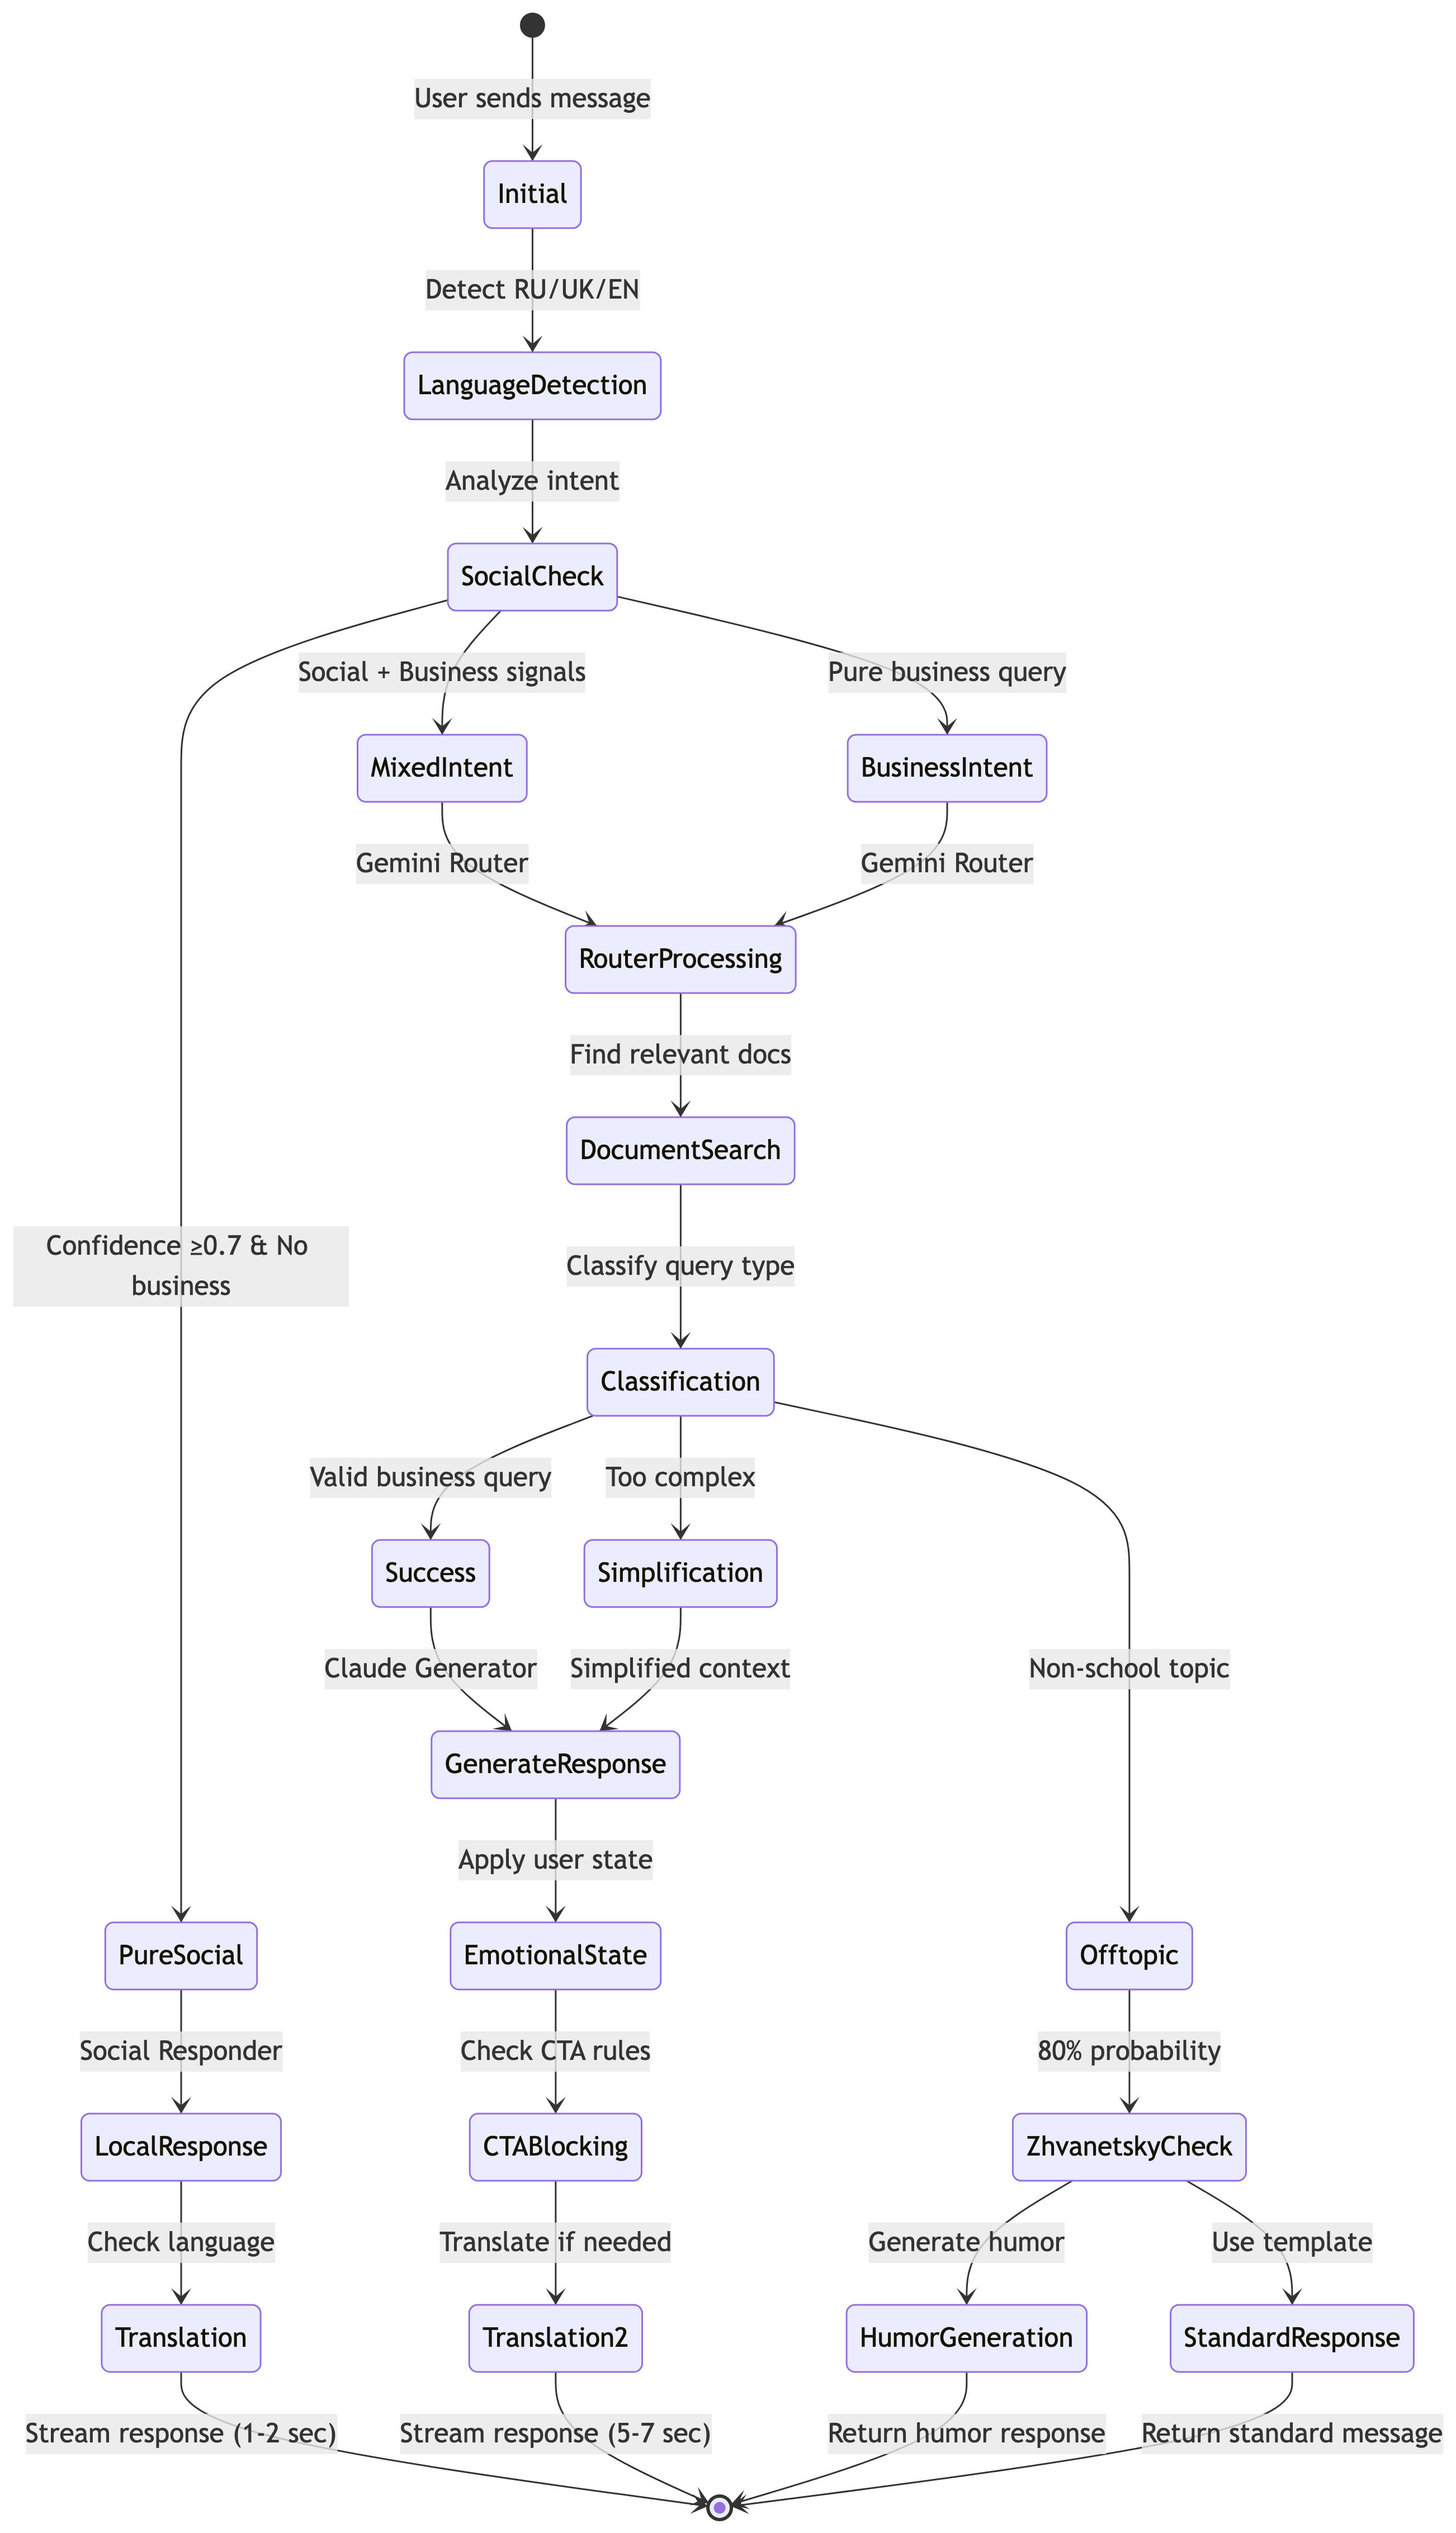 User sends message
Initial
Detect RU/UK/EN
LanguageDetection
Analyze intent
SocialCheck
Social + Business signals
Pure business query
MixedIntent
BusinessIntent
Gemini Router
Gemini Router
RouterProcessing
Find relevant docs
DocumentSearch
Confidence ≥0.7 & No
business
Classify query type
Classification
Valid business query
Too complex
Success
Simplification
Claude Generator
Simplified context
Non-school topic
GenerateResponse
Apply user state
PureSocial
EmotionalState
Offtopic
Social Responder
Check CTA rules
80% probability
LocalResponse
CTABlocking
ZhvanetskyCheck
Check language
Translate if needed
Generate humor
Use template
Translation
Translation2
HumorGeneration
StandardResponse
Stream response (1-2 sec)
Stream response (5-7 sec)
Return humor response
Return standard message